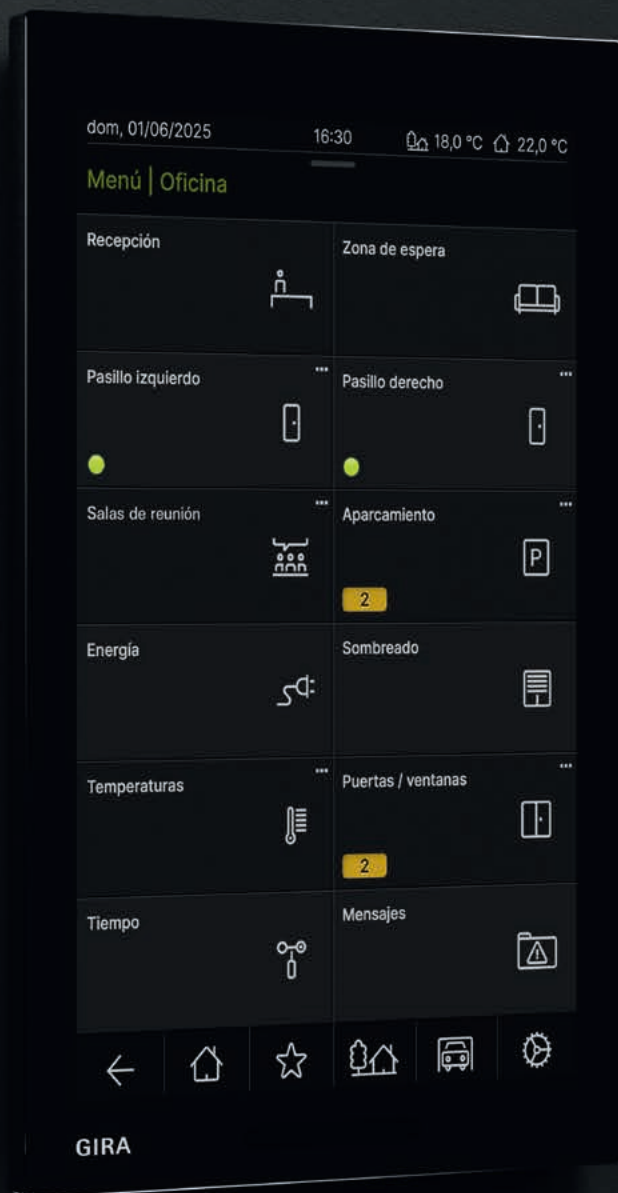 dom, 01/06/2025 16:30 18,0 °C 22,0 °C
Menú | Oficina
Recepción
Zona de espera
Pasillo izquierdo
Pasillo derecho
Salas de reunión
Aparcamiento
P
2
Energía
Sombreado
Temperaturas
Puertas / ventanas
2
Tiempo
Mensajes
GIRA